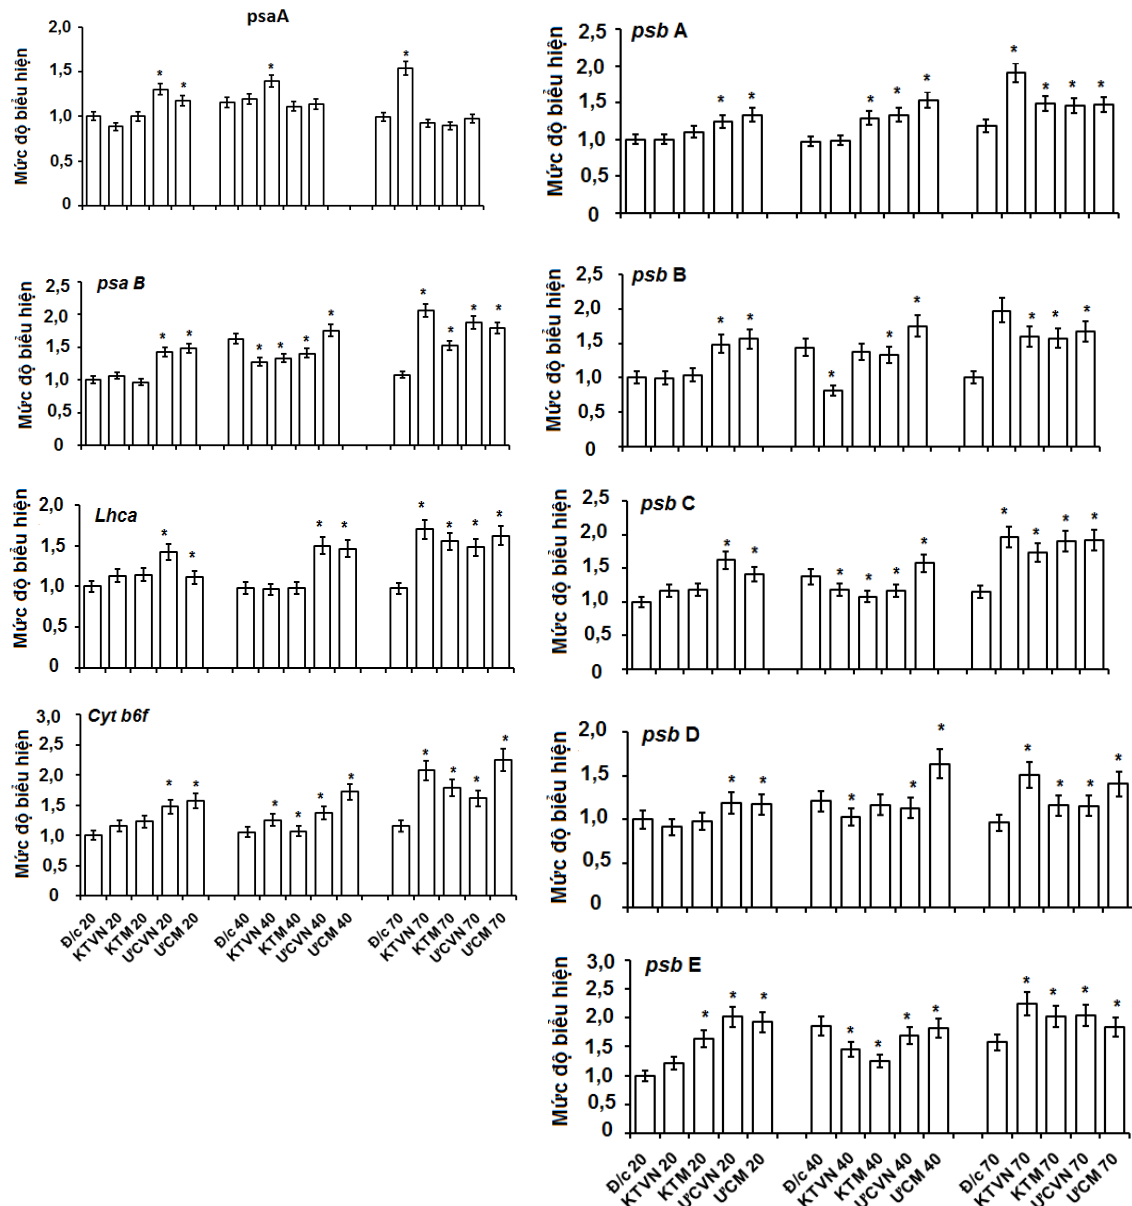 psaA
Mức độ biểu hiện
2,0
1,5
1,0
0,5
0
*
*
*
*
psa B
Mức độ biểu hiện
2,5
2,0
1,5
1,0
0,5
0
*
*
*
*
*
*
*
*
*
*
Lhca
Mức độ biểu hiện
2,0
1,5
1,0
0,5
0
*
*
*
*
*
*
*
*
Cyt b6f
Mức độ biểu hiện
3,0
2,5
2,0
1,5
1,0
0,5
0
*
*
*
*
*
*
*
*
*
*
Đ/c 20
KTVN 20
KTM 20
ƯCVN 20
ƯCM 20
Đ/c 40
KTVN 40
KTM 40
ƯCVN 40
ƯCM 40
Đ/c 70
KTVN 70
KTM 70
ƯCVN 70
ƯCM 70
psb A
Mức độ biểu hiện
2,5
2,0
1,5
1,0
0,5
0
*
*
*
*
*
*
*
*
*
psb B
Mức độ biểu hiện
2,5
2,0
1,5
1,0
0,5
0
*
*
*
*
*
*
*
*
psb C
Mức độ biểu hiện
2,5
2,0
1,5
1,0
0,5
0
*
*
*
*
*
*
*
*
*
*
psb D
Mức độ biểu hiện
2,0
1,5
1,0
0,5
0
*
*
*
*
*
*
*
*
*
psb E
Mức độ biểu hiện
3,0
2,5
2,0
1,5
1,0
0,5
0
*
*
*
*
*
*
*
*
*
*
*
Đ/c 20
KTVN 20
KTM 20
ƯCVN 20
ƯCM 20
Đ/c 40
KTVN 40
KTM 40
ƯCVN 40
ƯCM 40
Đ/c 70
KTVN 70
KTM 70
ƯCVN 70
ƯCM 70